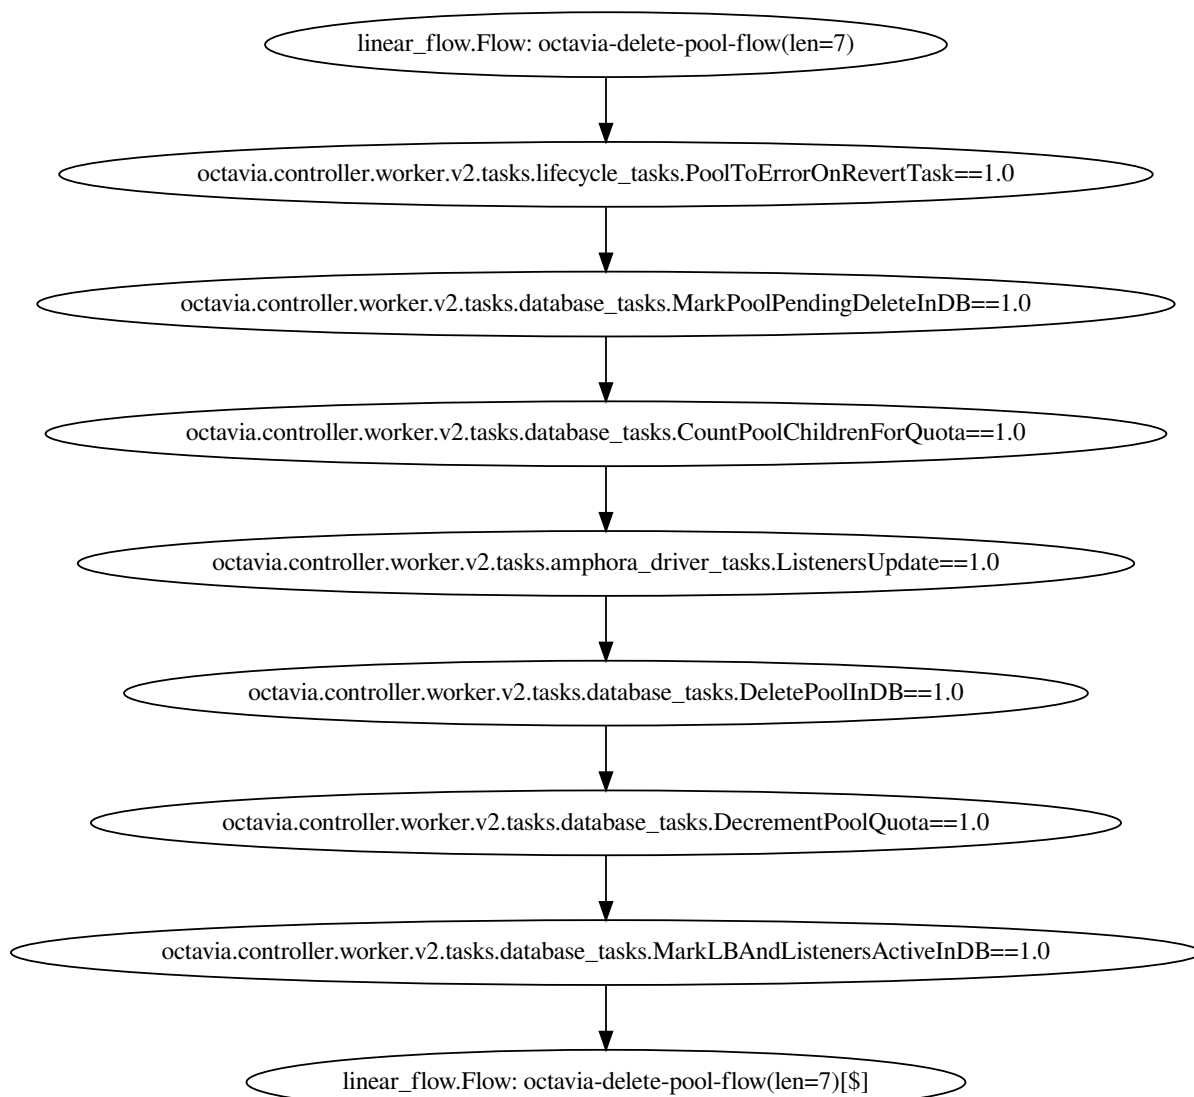 linear_flow.Flow: octavia-delete-pool-flow(len=7)
octavia.controller.worker.v2.tasks.lifecycle_tasks.PoolToErrorOnRevertTask==1.0
octavia.controller.worker.v2.tasks.database_tasks.MarkPoolPendingDeleteInDB==1.0
octavia.controller.worker.v2.tasks.database_tasks.CountPoolChildrenForQuota==1.0
octavia.controller.worker.v2.tasks.amphora_driver_tasks.ListenersUpdate==1.0
octavia.controller.worker.v2.tasks.database_tasks.DeletePoolInDB==1.0
octavia.controller.worker.v2.tasks.database_tasks.DecrementPoolQuota==1.0
octavia.controller.worker.v2.tasks.database_tasks.MarkLBAndListenersActiveInDB==1.0
linear_flow.Flow: octavia-delete-pool-flow(len=7)[$]